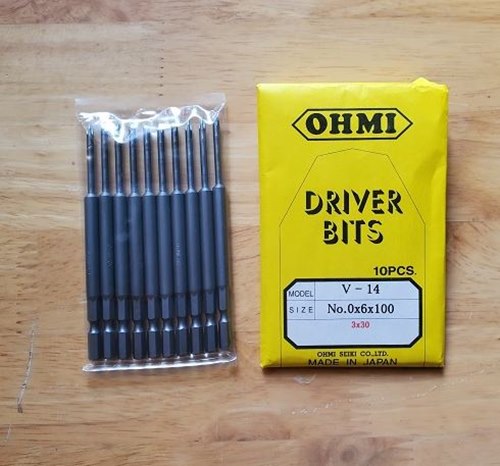 OHMI
DRIVER
BITS
10PCS.
MODEL V - 14
SIZE No.0x6x100
3x30
OHMI SEIKI CO.,LTD.
MADE IN JAPAN